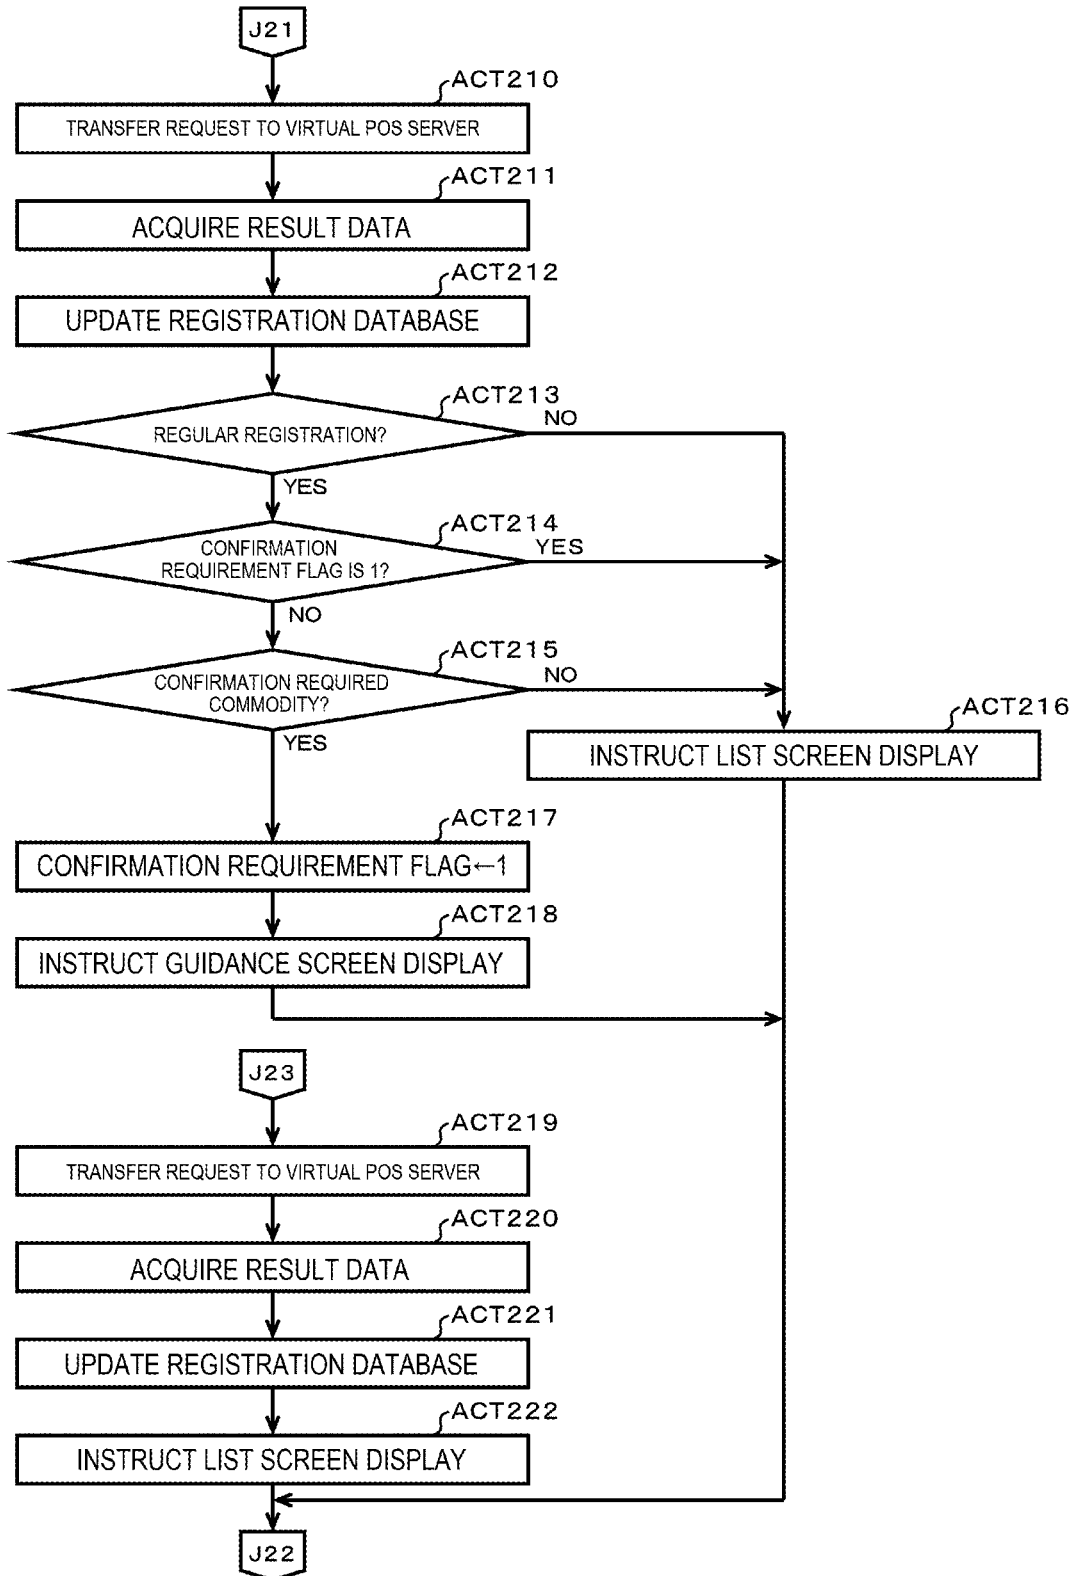 J21
ACT210
TRANSFER REQUEST TO VIRTUAL POS SERVER
ACT211
ACQUIRE RESULT DATA
ACT212
UPDATE REGISTRATION DATABASE
ACT213
REGULAR REGISTRATION?
NO
YES
ACT214
CONFIRMATION
REQUIREMENT FLAG IS 1?
YES
NO
ACT215
CONFIRMATION REQUIRED
COMMODITY?
NO
YES
ACT216
INSTRUCT LIST SCREEN DISPLAY
ACT217
CONFIRMATION REQUIREMENT FLAG←1
ACT218
INSTRUCT GUIDANCE SCREEN DISPLAY
J23
ACT219
TRANSFER REQUEST TO VIRTUAL POS SERVER
ACT220
ACQUIRE RESULT DATA
ACT221
UPDATE REGISTRATION DATABASE
ACT222
INSTRUCT LIST SCREEN DISPLAY
J22